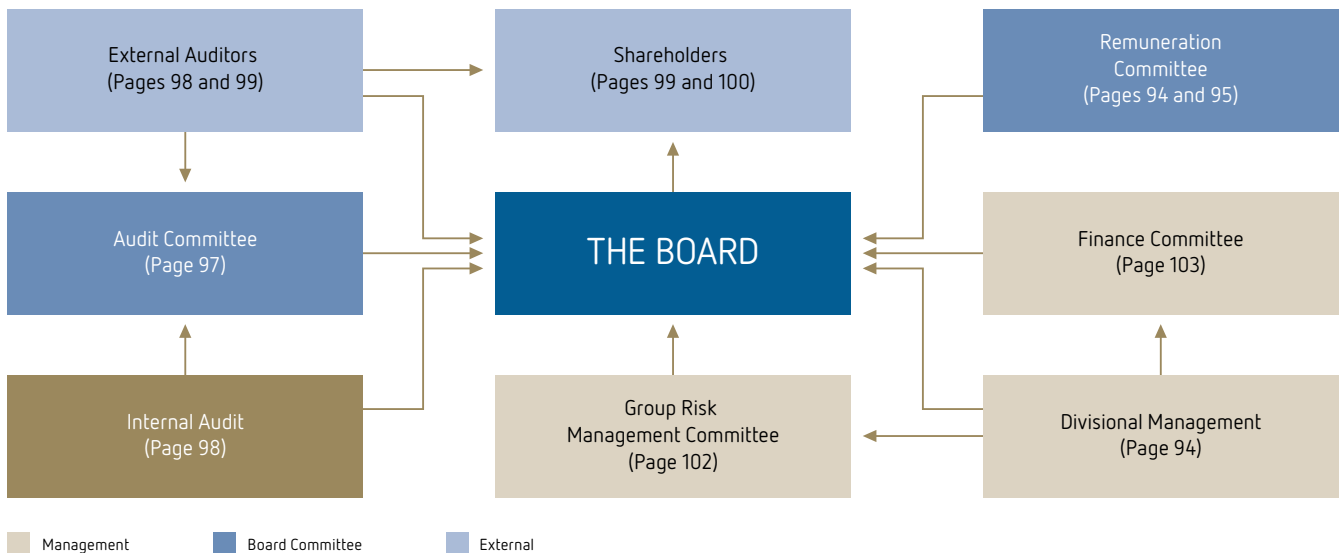 External Auditors
(Pages 98 and 99)
Shareholders
(Pages 99 and 100)
Remuneration
Committee
(Pages 94 and 95)
Audit Committee
(Page 97)
THE BOARD
Finance Committee
(Page 103)
Internal Audit
(Page 98)
Group Risk
Management Committee
(Page 102)
Divisional Management
(Page 94)
Management
Board Committee
External